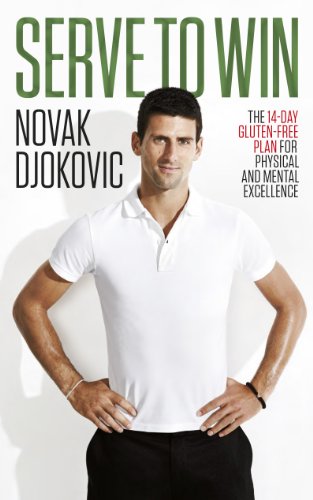 SERVE TO WIN
NOVAK
DJOKOVIC
THE 14-DAY
GLUTEN-FREE
PLAN FOR
PHYSICAL
AND MENTAL
EXCELLENCE